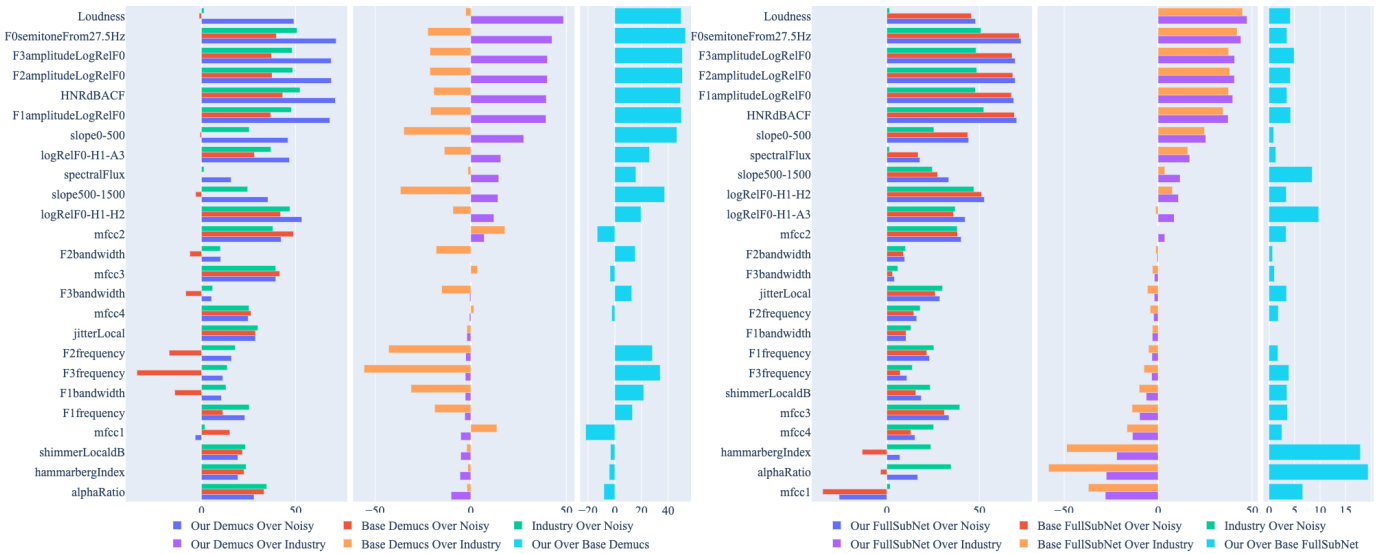 Loudness
F0semitoneFrom27.5Hz
F3amplitudeLogRelF0
F2amplitudeLogRelF0
HNRdBACF
F1amplitudeLogRelF0
slope0-500
logRelF0-H1-A3
spectralFlux
slope500-1500
logRelF0-H1-H2
mfcc2
F2bandwidth
mfcc3
F3bandwidth
mfcc4
jitterLocal
F2frequency
F3frequency
F1bandwidth
F1frequency
mfcc1
shimmerLocaldB
hammarbergIndex
alphaRatio
0 50 −50 0 50 −20 0 20 40
Our Demucs Over Noisy Base Demucs Over Noisy Industry Over Noisy
Our Demucs Over Industry Base Demucs Over Industry Our Over Base Demucs
Loudness
F0semitoneFrom27.5Hz
F3amplitudeLogRelF0
F2amplitudeLogRelF0
F1amplitudeLogRelF0
HNRdBACF
slope0-500
spectralFlux
slope500-1500
logRelF0-H1-H2
logRelF0-H1-A3
mfcc2
F2bandwidth
F3bandwidth
jitterLocal
F2frequency
F1bandwidth
F1frequency
F3frequency
shimmerLocaldB
mfcc3
mfcc4
hammarbergIndex
alphaRatio
mfcc1
0 50 −50 0 50 0 5 10 15
Our FullSubNet Over Noisy Base FullSubNet Over Noisy Industry Over Noisy
Our FullSubNet Over Industry Base FullSubNet Over Industry Our Over Base FullSubNet